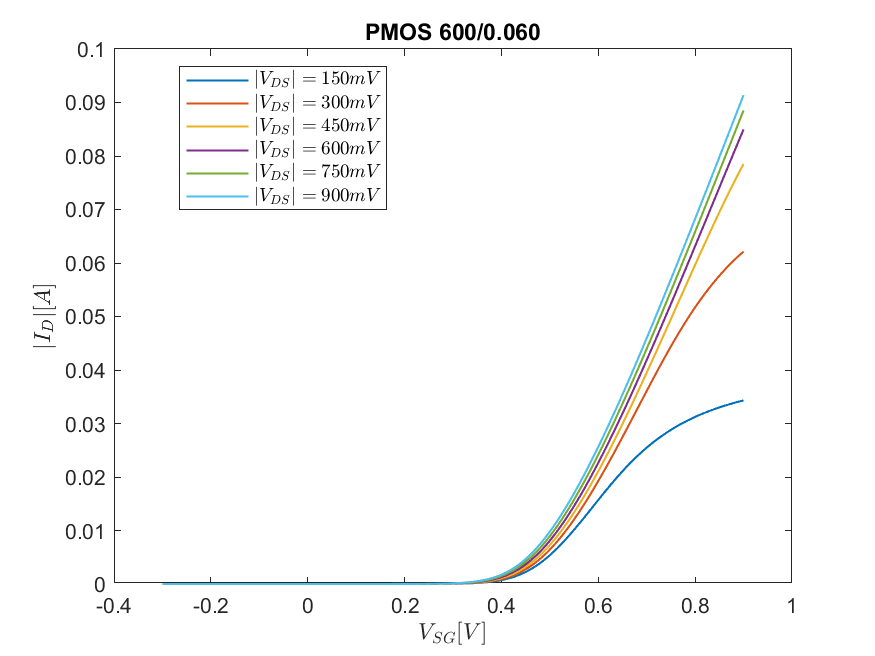 PMOS 600/0.060
0.1
0.09
0.08
0.07
0.06
0.05
0.04
0.03
0.02
0.01
0
|I_D|[A]
|V_DS| = 150mV
|V_DS| = 300mV
|V_DS| = 450mV
|V_DS| = 600mV
|V_DS| = 750mV
|V_DS| = 900mV
-0.4 -0.2 0 0.2 0.4 0.6 0.8 1
V_SG[V]